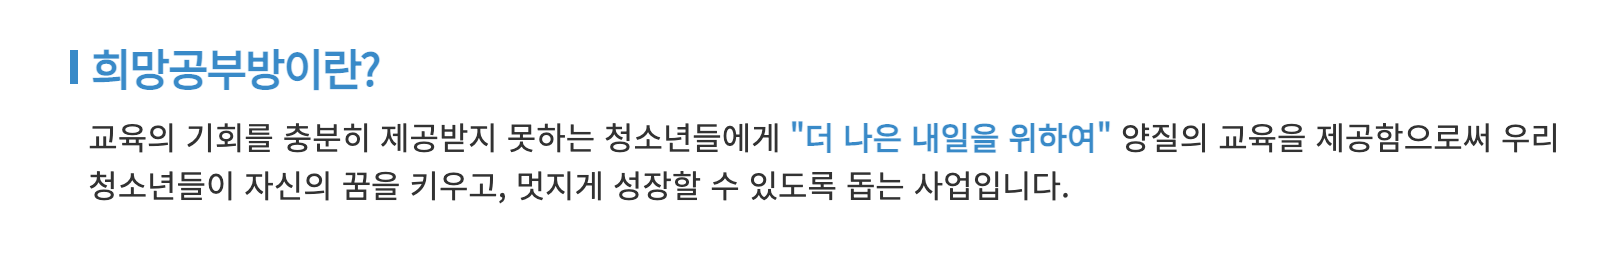 희망공부방이란?
교육의 기회를 충분히 제공받지 못하는 청소년들에게 "더 나은 내일을 위하여" 양질의 교육을 제공함으로써 우리
청소년들이 자신의 꿈을 키우고, 멋지게 성장할 수 있도록 돕는 사업입니다.